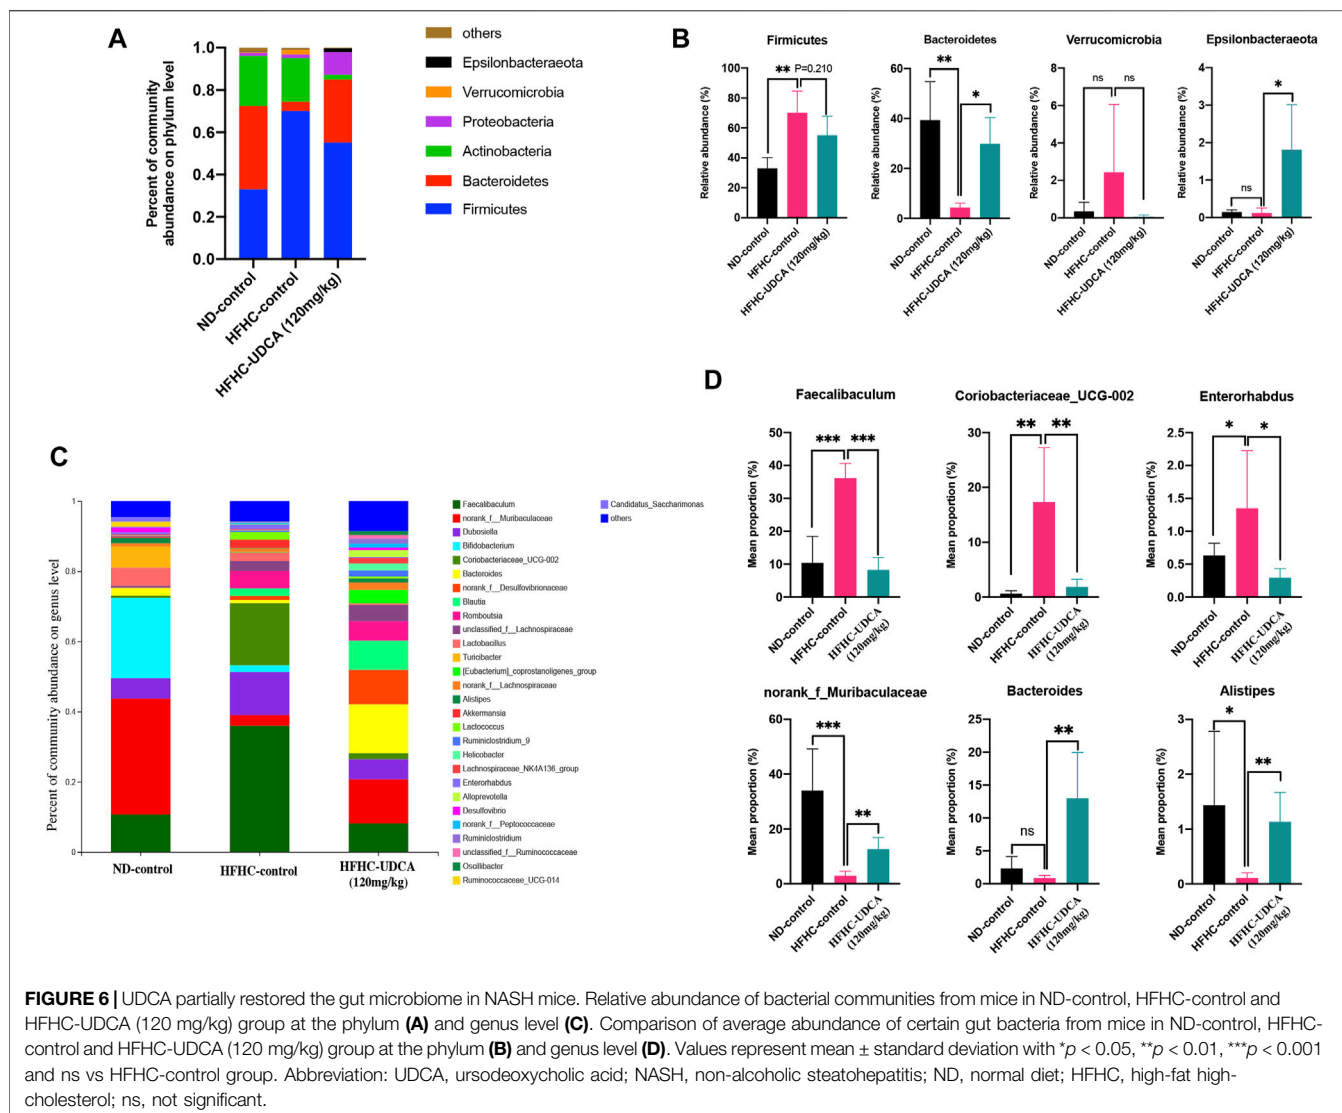 A
Percent of community
abundance on phylum level
1.0
0.8
0.6
0.4
0.2
0.0
ND-control
HFHC-control
HFHC-UDCA (120mg/kg)
others
Epsilonbacteraeota
Verrucomicrobia
Proteobacteria
Actinobacteria
Bacteroidetes
Firmicutes
B
Firmicutes
Relative abundance (%)
100
80
60
40
20
0
**
P=0.210
ND-control
HFHC-control
HFHC-UDCA (120mg/kg)
Bacteroidetes
Relative abundance (%)
60
40
20
0
**
*
ND-control
HFHC-control
HFHC-UDCA (120mg/kg)
Verrucomicrobia
Relative abundance (%)
8
6
4
2
0
ns
ns
ND-control
HFHC-control
HFHC-UDCA (120mg/kg)
Epsilonbacteraeota
Relative abundance (%)
4
3
2
1
0
ns
*
ND-control
HFHC-control
HFHC-UDCA (120mg/kg)
C
Percent of community abundance on genus level
1
0.8
0.6
0.4
0.2
0
ND-control
HFHC-control
HFHC-UDCA
(120mg/kg)
Faecalibaculum
norank_f__Muribaculaceae
Dubosiella
Bifidobacterium
Coriobacteriaceae_UCG-002
Bacteroides
norank_f__Desulfovibrionaceae
Blautia
Romboutsia
unclassified_f__Lachnospiraceae
Lactobacillus
Turicibacter
[Eubacterium]_coprostanoligenes_group
norank_f__Lachnospiraceae
Alistipes
Akkermansia
Lactococcus
Ruminiclostridium_9
Helicobacter
Lachnospiraceae_NK4A136_group
Enterorhabdus
Alloprevotella
Desulfovibrio
norank_f__Peptococcaceae
Ruminiclostridium
unclassified_f__Ruminococcaceae
Oscillibacter
Ruminococcaceae_UCG-014
Candidatus_Saccharimonas
others
D
Faecalibaculum
Mean proportion (%)
50
40
30
20
10
0
***
***
ND-control
HFHC-control
HFHC-UDCA
(120mg/kg)
Coriobacteriaceae_UCG-002
Mean proportion (%)
30
20
10
0
**
**
ND-control
HFHC-control
HFHC-UDCA
(120mg/kg)
Enterorhabdus
Mean proportion (%)
2.5
2.0
1.5
1.0
0.5
0.0
*
*
ND-control
HFHC-control
HFHC-UDCA
(120mg/kg)
norank_f_Muribaculaceae
Mean proportion (%)
60
40
20
0
***
**
ND-control
HFHC-control
HFHC-UDCA
(120mg/kg)
Bacteroides
Mean proportion (%)
25
20
15
10
5
0
ns
**
ND-control
HFHC-control
HFHC-UDCA
(120mg/kg)
Alistipes
Mean proportion (%)
3
2
1
0
*
**
ND-control
HFHC-control
HFHC-UDCA
(120mg/kg)
FIGURE 6 | UDCA partially restored the gut microbiome in NASH mice. Relative abundance of bacterial communities from mice in ND-control, HFHC-control and
HFHC-UDCA (120 mg/kg) group at the phylum (A) and genus level (C). Comparison of average abundance of certain gut bacteria from mice in ND-control, HFHC-
control and HFHC-UDCA (120 mg/kg) group at the phylum (B) and genus level (D). Values represent mean ± standard deviation with *p < 0.05, **p < 0.01, ***p < 0.001
and ns vs HFHC-control group. Abbreviation: UDCA, ursodeoxycholic acid; NASH, non-alcoholic steatohepatitis; ND, normal diet; HFHC, high-fat high-
cholesterol; ns, not significant.